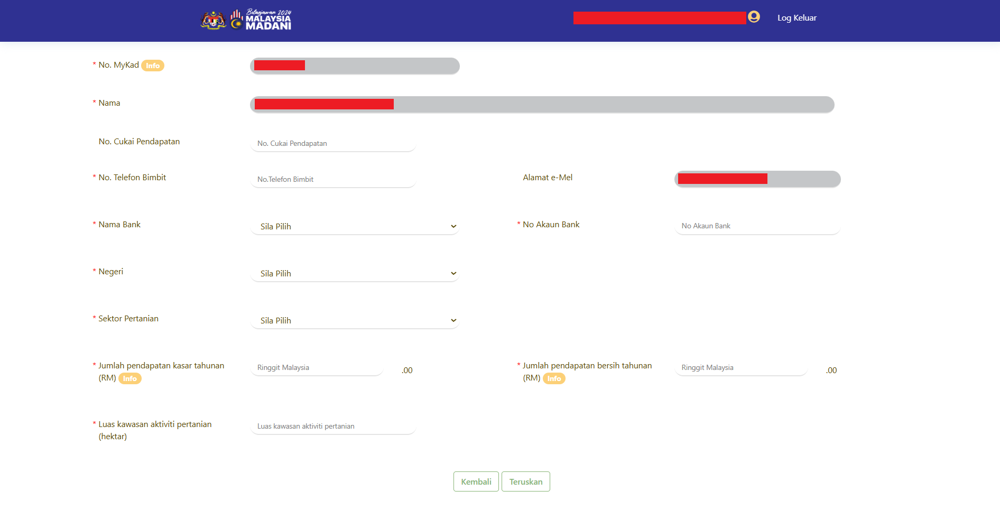 Belanjawan 2024
MALAYSIA
MADANI
Log Keluar
* No. MyKad Info
* Nama
No. Cukai Pendapatan No. Cukai Pendapatan
* No. Telefon Bimbit No.Telefon Bimbit Alamat e-Mel
* Nama Bank Sila Pilih * No Akaun Bank No Akaun Bank
* Negeri Sila Pilih
* Sektor Pertanian Sila Pilih
* Jumlah pendapatan kasar tahunan Ringgit Malaysia .00 * Jumlah pendapatan bersih tahunan Ringgit Malaysia .00
(RM) Info (RM) Info
* Luas kawasan aktiviti pertanian Luas kawasan aktiviti pertanian
(hektar)
Kembali Teruskan